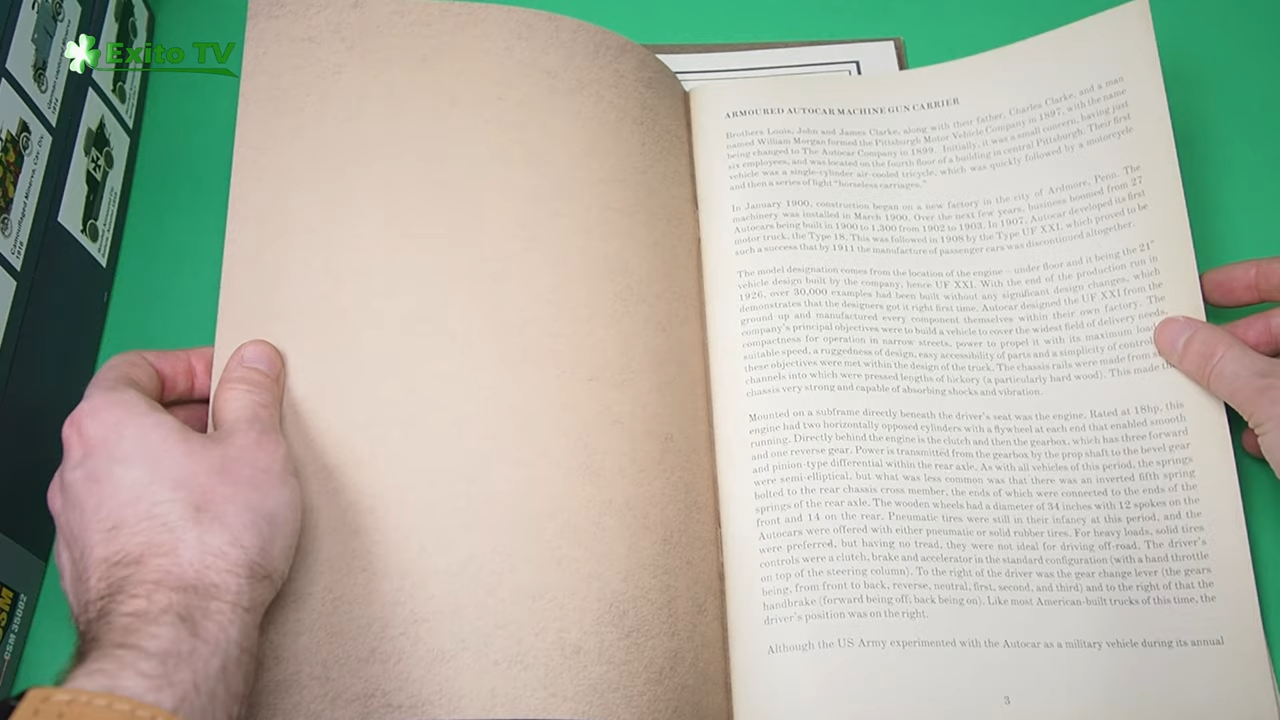 Exito TV
1914
Camouflaged Minerva, Cav Div.
1918
CSM 35002
ARMOURED AUTOCAR MACHINE GUN CARRIER
Brothers Louis, John and James Clarke, along with their father, Charles Clarke, and a man
named William Morgan formed the Pittsburgh Motor Vehicle Company in 1897, with the name
being changed to The Autocar Company in 1899. Initially, it was a small concern, having just
six employees, and was located on the fourth floor of a building in central Pittsburgh. Their first
vehicle was a single-cylinder air-cooled tricycle, which was quickly followed by a motorcycle
and then a series of light "horseless carriages."
In January 1900, construction began on a new factory in the city of Ardmore, Penn. The
machinery was installed in March 1900. Over the next few years, business boomed from 27
Autocars being built in 1900 to 1,300 from 1902 to 1903. In 1907, Autocar developed its first
motor truck, the Type 18. This was followed in 1908 by the Type UF XXI, which proved to be
such a success that by 1911 the manufacture of passenger cars was discontinued altogether.
The model designation comes from the location of the engine – under floor and it being the 21"
vehicle design built by the company, hence UF XXI. With the end of the production run in
1926, over 30,000 examples had been built without any significant design changes, which
demonstrates that the designers got it right first time. Autocar designed the UF XXI from the
ground up and manufactured every component themselves within their own factory. The
company's principal objectives were to build a vehicle to cover the widest field of delivery needs,
compactness for operation in narrow streets, power to propel it with its maximum load
suitable speed, a ruggedness of design, easy accessibility of parts and a simplicity of control
these objectives were met within the design of the truck. The chassis rails were made from
channels into which were pressed lengths of hickory (a particularly hard wood). This made
chassis very strong and capable of absorbing shocks and vibration.
Mounted on a subframe directly beneath the driver's seat was the engine. Rated at 18hp, this
engine had two horizontally opposed cylinders with a flywheel at each end that enabled smooth
running. Directly behind the engine is the clutch and then the gearbox, which has three forward
and one reverse gear. Power is transmitted from the gearbox by the prop shaft to the bevel gear
and pinion-type differential within the rear axle. As with all vehicles of this period, the springs
were semi-elliptical, but what was less common was that there was an inverted fifth spring
bolted to the rear chassis cross member, the ends of which were connected to the ends of the
springs of the rear axle. The wooden wheels had a diameter of 34 inches with 12 spokes on the
front and 14 on the rear. Pneumatic tires were still in their infancy at this period, and the
Autocars were offered with either pneumatic or solid rubber tires. For heavy loads, solid tires
were preferred, but having no tread, they were not ideal for driving off-road. The driver's
controls were a clutch, brake and accelerator in the standard configuration (with a hand throttle
on top of the steering column). To the right of the driver was the gear change lever (the gears
being, from front to back, reverse, neutral, first, second, and third) and to the right of that the
handbrake (forward being off; back being on). Like most American-built trucks of this time, the
driver's position was on the right.
Although the US Army experimented with the Autocar as a military vehicle during its annual
3